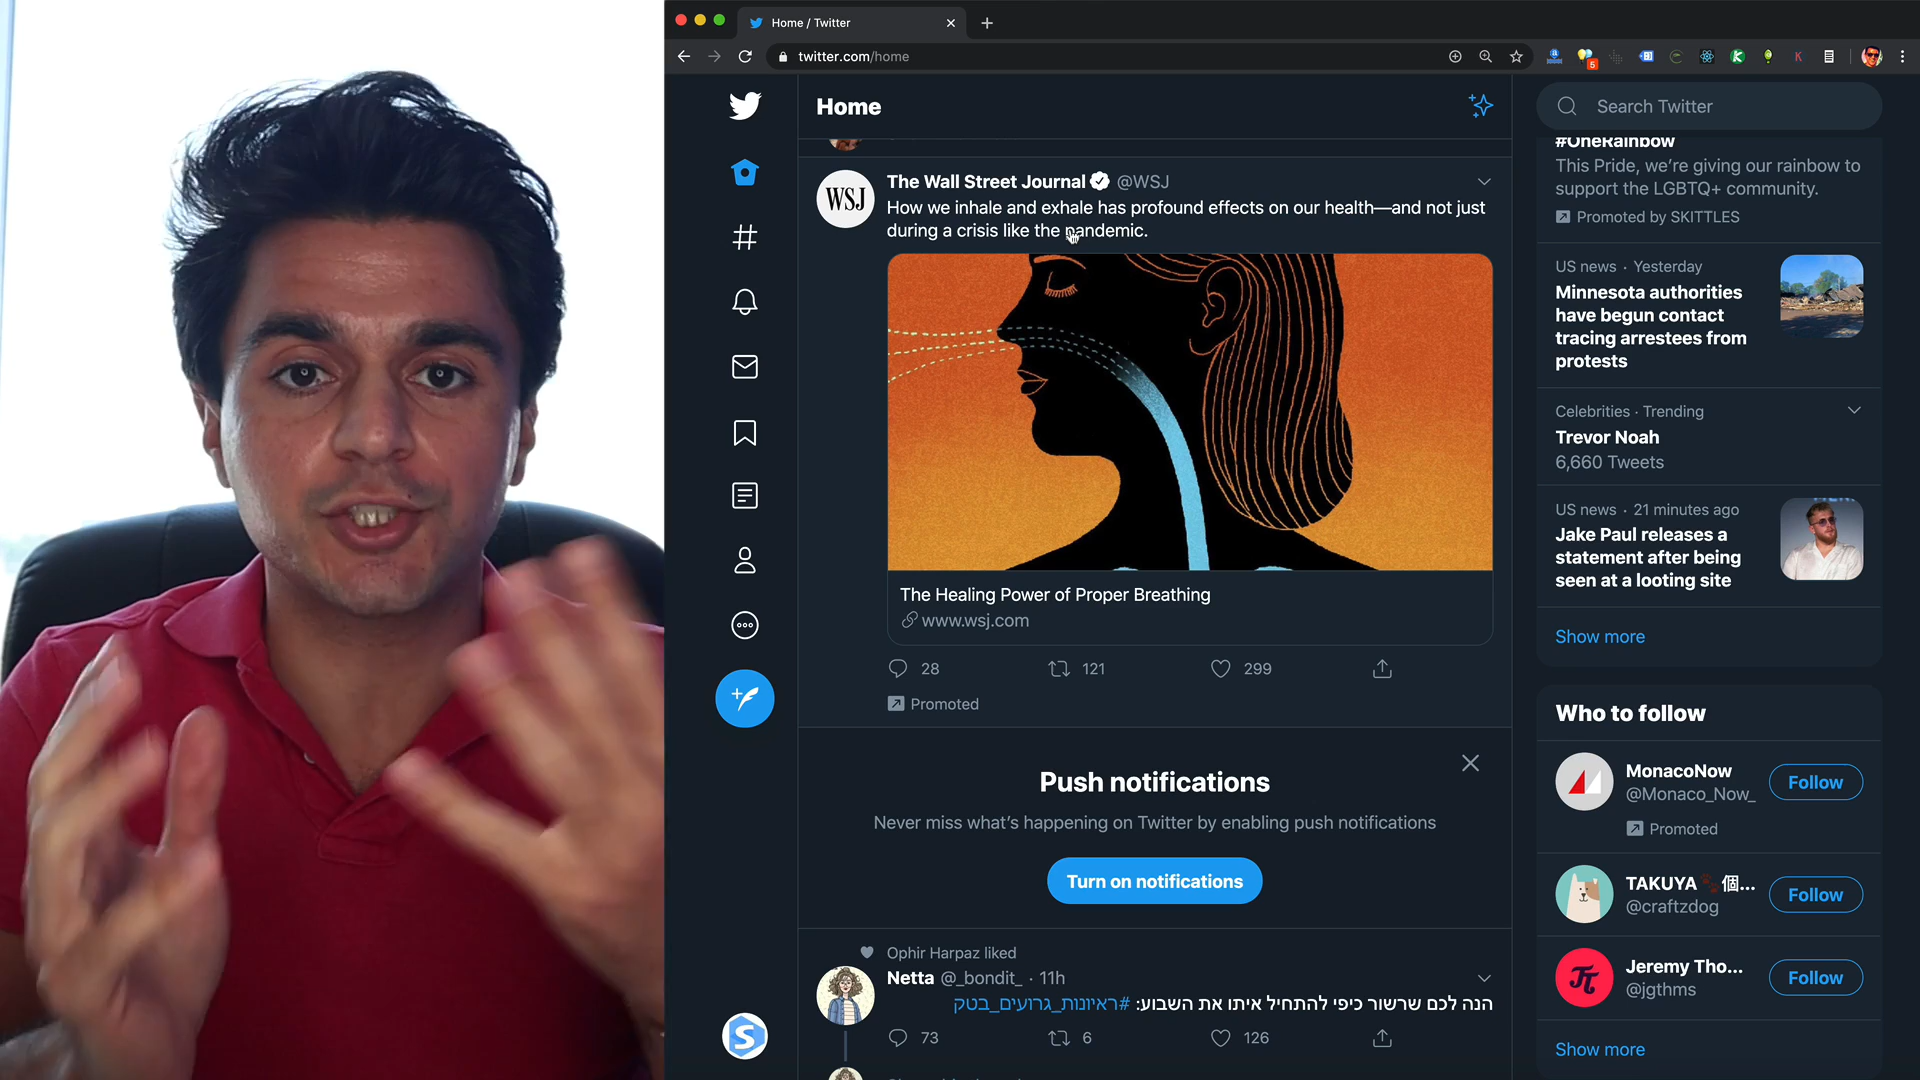 Home / Twitter
twitter.com/home
5
Home
Search Twitter
The Wall Street Journal @WSJ
WSJ
How we inhale and exhale has profound effects on our health—and not just
during a crisis like the pandemic.
The Healing Power of Proper Breathing
www.wsj.com
28 121 299
Promoted
Push notifications
Never miss what's happening on Twitter by enabling push notifications
Turn on notifications
Ophir Harpaz liked
Netta @_bondit_ · 11h
הנה לכם שרשור כיפי להתחיל איתו את השבוע: #ראיונות_גרועים_בטק
73 6 126
#OneRainbow
This Pride, we're giving our rainbow to
support the LGBTQ+ community.
Promoted by SKITTLES
US news · Yesterday
Minnesota authorities
have begun contact
tracing arrestees from
protests
Celebrities · Trending
Trevor Noah
6,660 Tweets
US news · 21 minutes ago
Jake Paul releases a
statement after being
seen at a looting site
Show more
Who to follow
MonacoNow
@Monaco_Now_
Follow
Promoted
TAKUYA 🐾 個...
@craftzdog
Follow
Jeremy Tho...
@jgthms
Follow
Show more